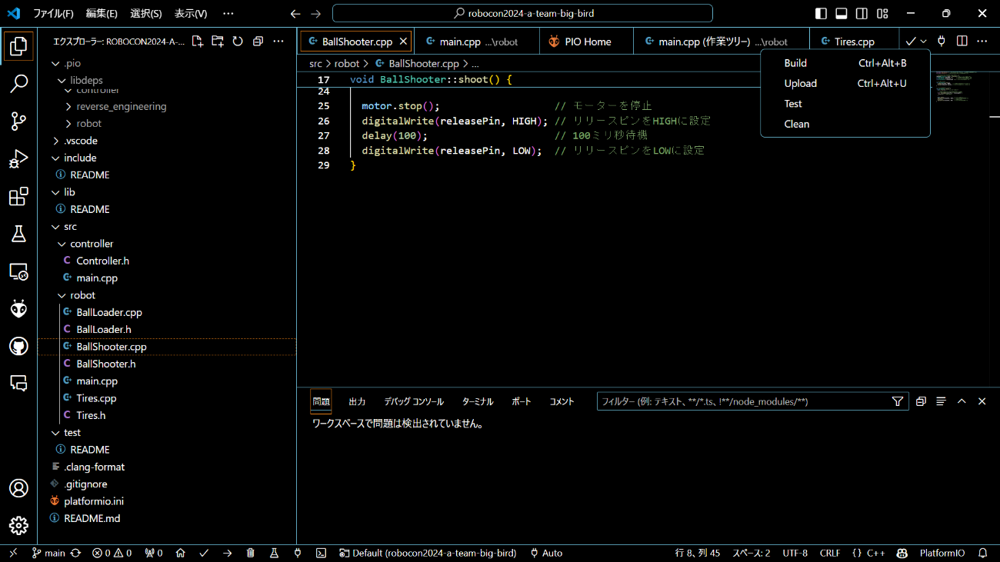 ファイル(F) 編集(E) 選択(S) 表示(V) … robocon2024-a-team-big-bird
エクスプローラー: ROBOCON2024-A-...
.pio
libdeps
controller
reverse_engineering
robot
.vscode
include
README
lib
README
src
controller
Controller.h
main.cpp
robot
BallLoader.cpp
BallLoader.h
BallShooter.cpp
BallShooter.h
main.cpp
Tires.cpp
Tires.h
test
README
.clang-format
.gitignore
platformio.ini
README.md
BallShooter.cpp main.cpp ...\robot PIO Home main.cpp (作業ツリー) ...\robot Tires.cpp
src > robot > BallShooter.cpp > ...
17 void BallShooter::shoot() {
24
25 motor.stop(); // モーターを停止
26 digitalWrite(releasePin, HIGH); // リリースピンをHIGHに設定
27 delay(100); // 100ミリ秒待機
28 digitalWrite(releasePin, LOW); // リリースピンをLOWに設定
29 }
Build Ctrl+Alt+B
Upload Ctrl+Alt+U
Test
Clean
問題 出力 デバッグ コンソール ターミナル ポート コメント フィルター (例: テキスト、**/*.ts、!**/node_modules/**)
ワークスペースで問題は検出されていません。
main 0 0 0 Default (robocon2024-a-team-big-bird) Auto 行 8、列 45 スペース: 2 UTF-8 CRLF {} C++ PlatformIO